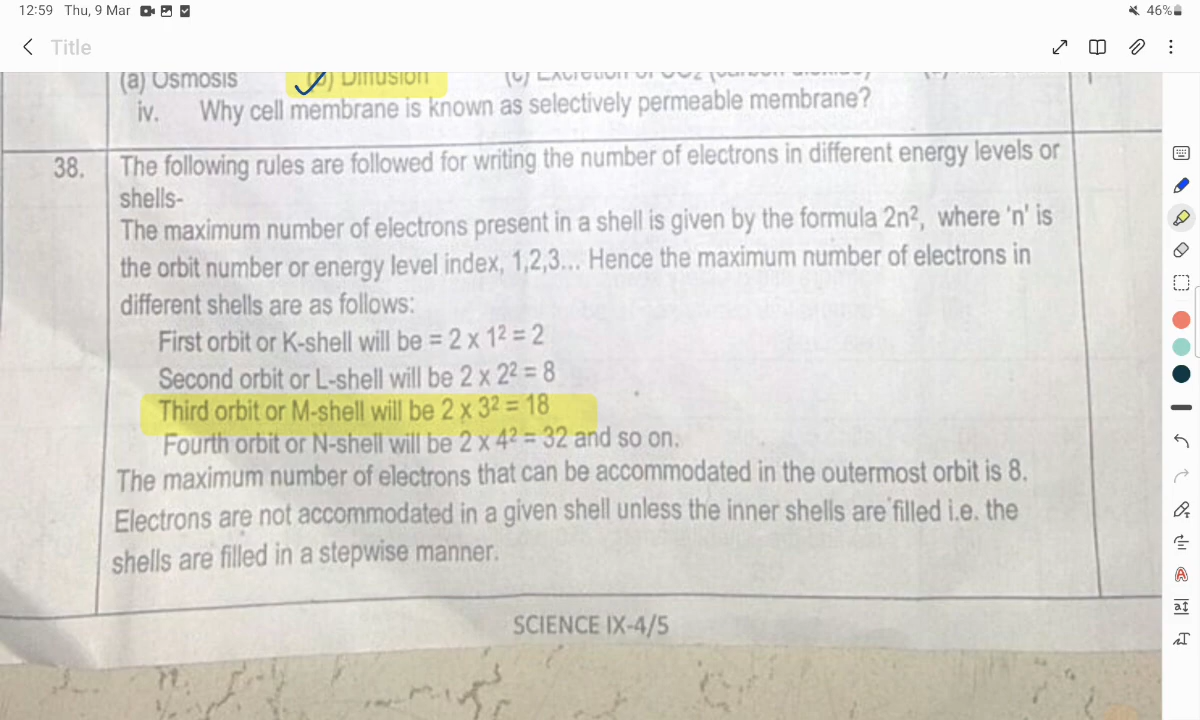 12:59 Thu, 9 Mar
46%
Title
(a) Osmosis (b) Diffusion
iv. Why cell membrane is known as selectively permeable membrane?
38. The following rules are followed for writing the number of electrons in different energy levels or
shells-
The maximum number of electrons present in a shell is given by the formula 2n², where 'n' is
the orbit number or energy level index, 1,2,3... Hence the maximum number of electrons in
different shells are as follows:
First orbit or K-shell will be = 2 x 1² = 2
Second orbit or L-shell will be 2 x 2² = 8
Third orbit or M-shell will be 2 x 3² = 18
Fourth orbit or N-shell will be 2 x 4² = 32 and so on.
The maximum number of electrons that can be accommodated in the outermost orbit is 8.
Electrons are not accommodated in a given shell unless the inner shells are filled i.e. the
shells are filled in a stepwise manner.
SCIENCE IX-4/5